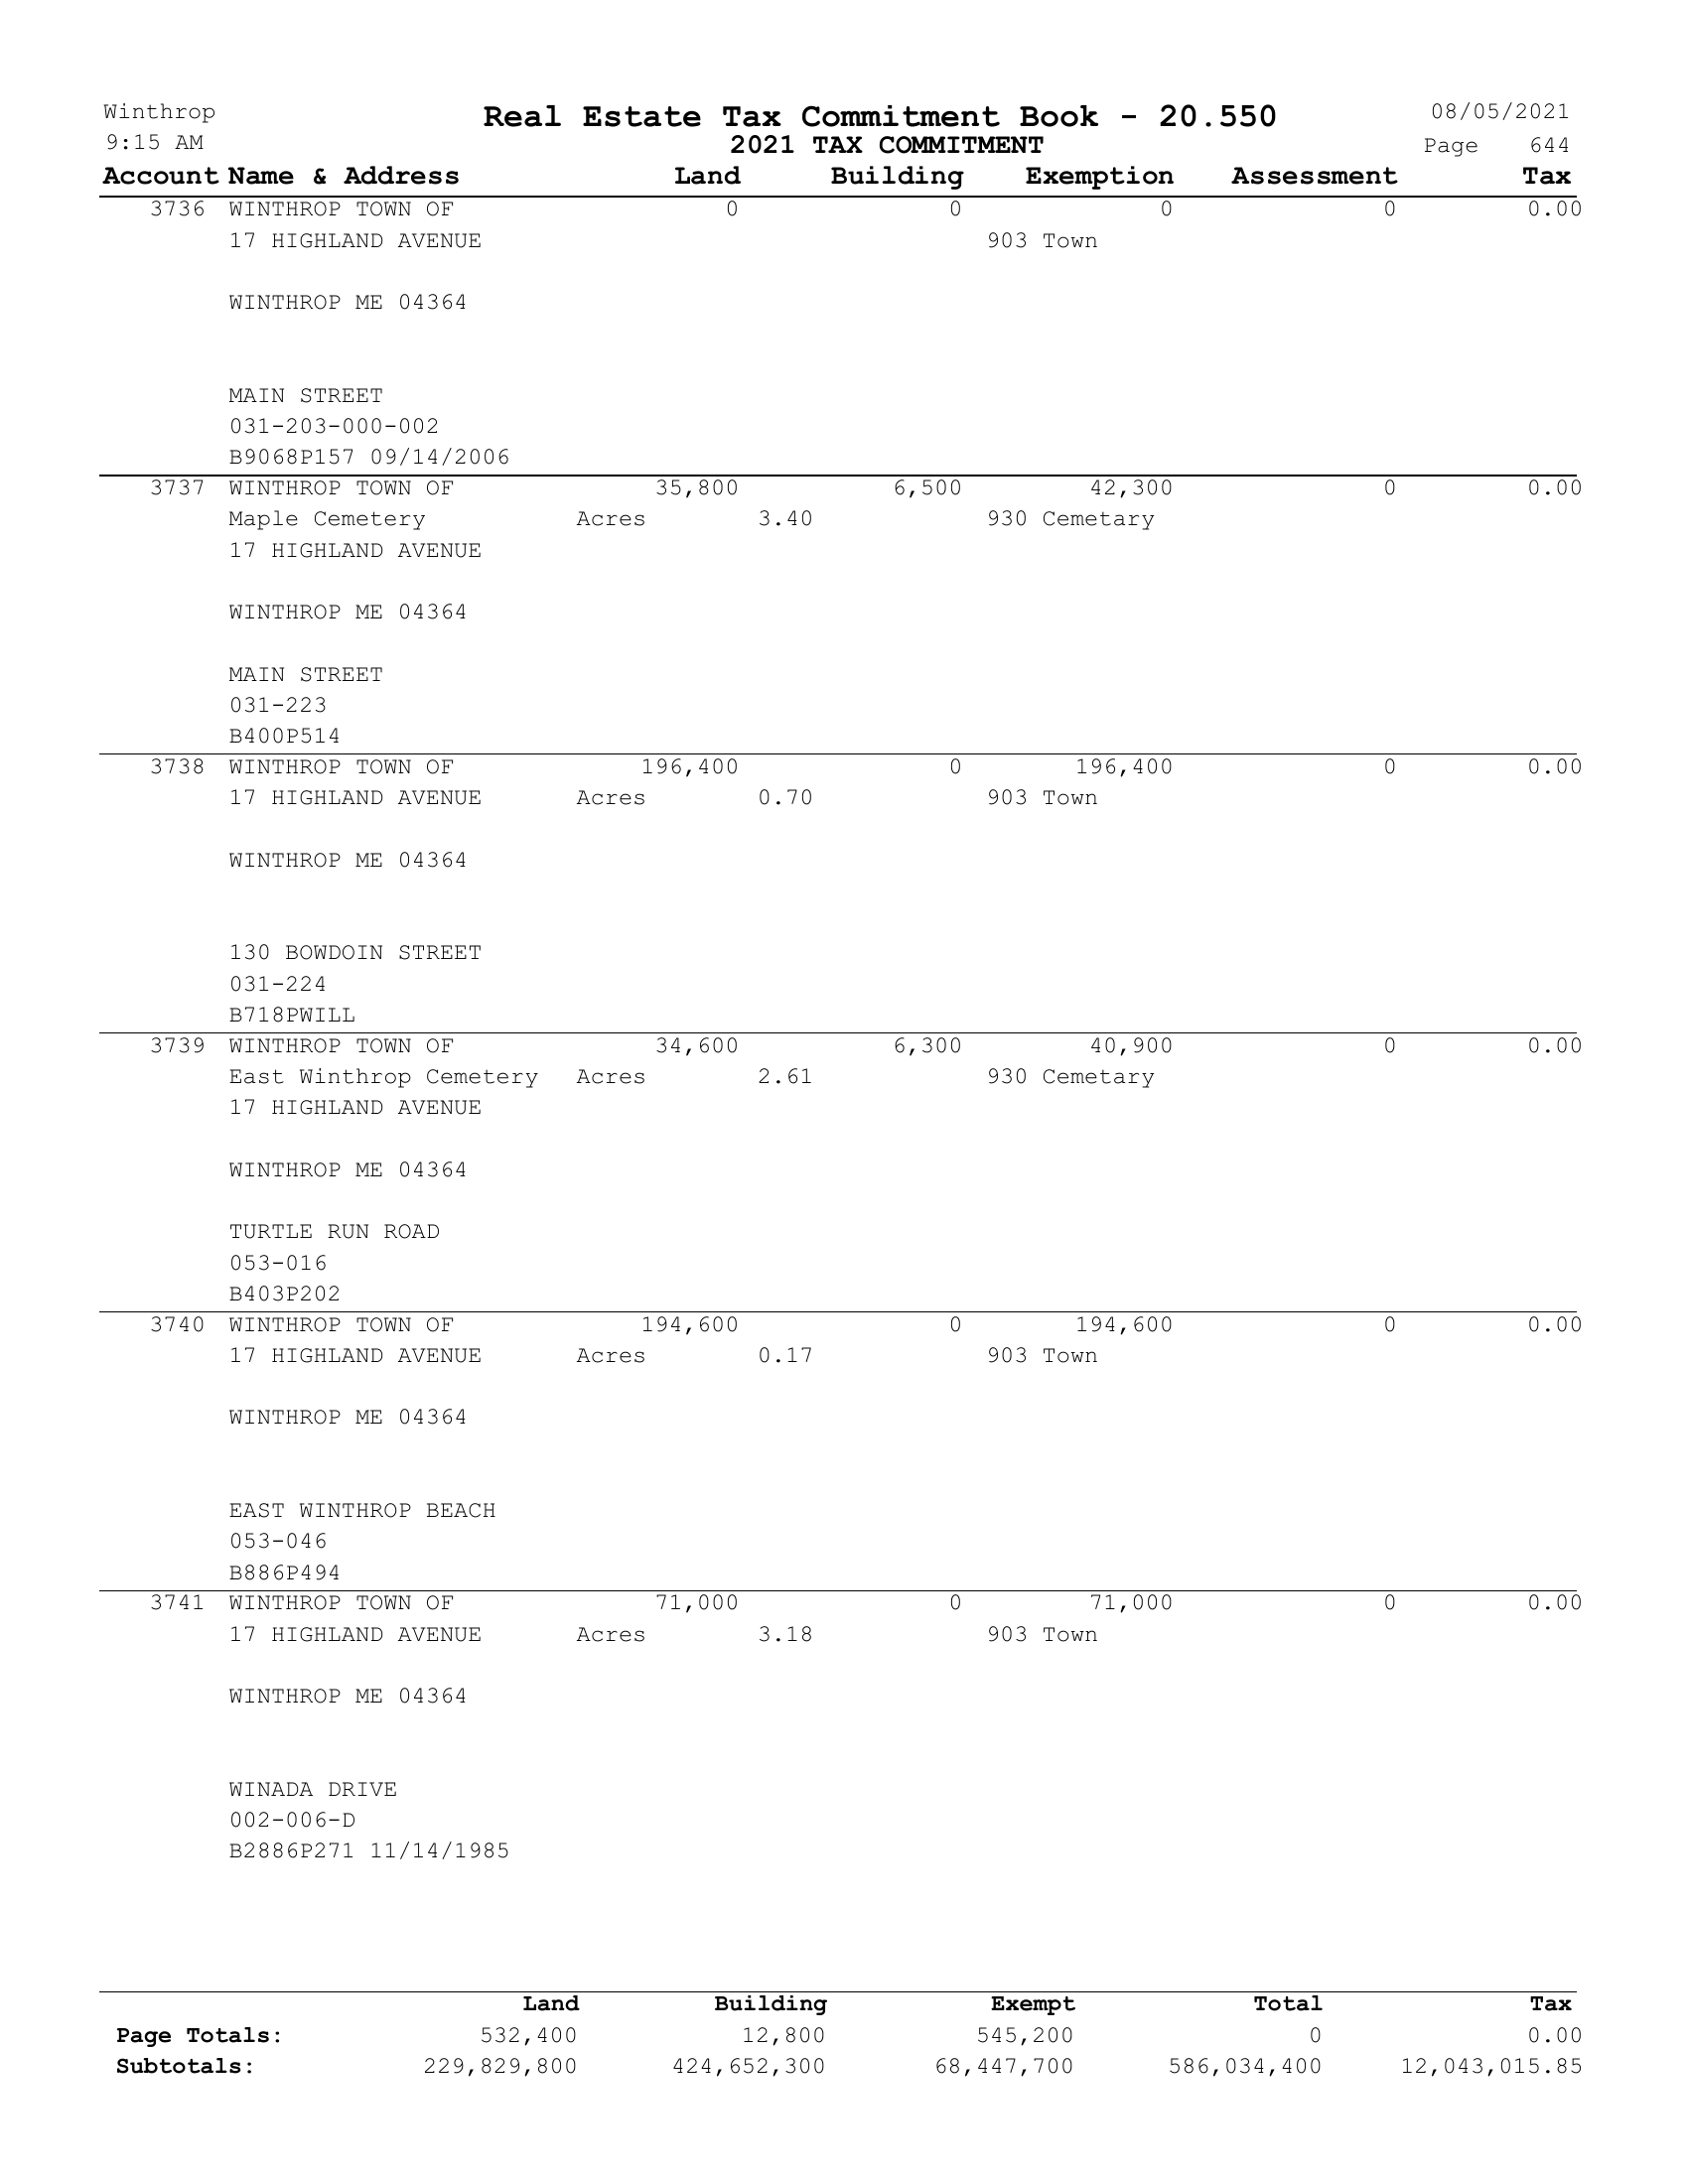 Winthrop Real Estate Tax Commitment Book - 20.550 08/05/2021
9:15 AM 2021 TAX COMMITMENT Page 644
Account Name & Address Land Building Exemption Assessment Tax
3736 WINTHROP TOWN OF 0 0 0 0 0.00
17 HIGHLAND AVENUE 903 Town
WINTHROP ME 04364
MAIN STREET
031-203-000-002
B9068P157 09/14/2006
3737 WINTHROP TOWN OF 35,800 6,500 42,300 0 0.00
Maple Cemetery Acres 3.40 930 Cemetary
17 HIGHLAND AVENUE
WINTHROP ME 04364
MAIN STREET
031-223
B400P514
3738 WINTHROP TOWN OF 196,400 0 196,400 0 0.00
17 HIGHLAND AVENUE Acres 0.70 903 Town
WINTHROP ME 04364
130 BOWDOIN STREET
031-224
B718PWILL
3739 WINTHROP TOWN OF 34,600 6,300 40,900 0 0.00
East Winthrop Cemetery Acres 2.61 930 Cemetary
17 HIGHLAND AVENUE
WINTHROP ME 04364
TURTLE RUN ROAD
053-016
B403P202
3740 WINTHROP TOWN OF 194,600 0 194,600 0 0.00
17 HIGHLAND AVENUE Acres 0.17 903 Town
WINTHROP ME 04364
EAST WINTHROP BEACH
053-046
B886P494
3741 WINTHROP TOWN OF 71,000 0 71,000 0 0.00
17 HIGHLAND AVENUE Acres 3.18 903 Town
WINTHROP ME 04364
WINADA DRIVE
002-006-D
B2886P271 11/14/1985
Land Building Exempt Total Tax
Page Totals: 532,400 12,800 545,200 0 0.00
Subtotals: 229,829,800 424,652,300 68,447,700 586,034,400 12,043,015.85